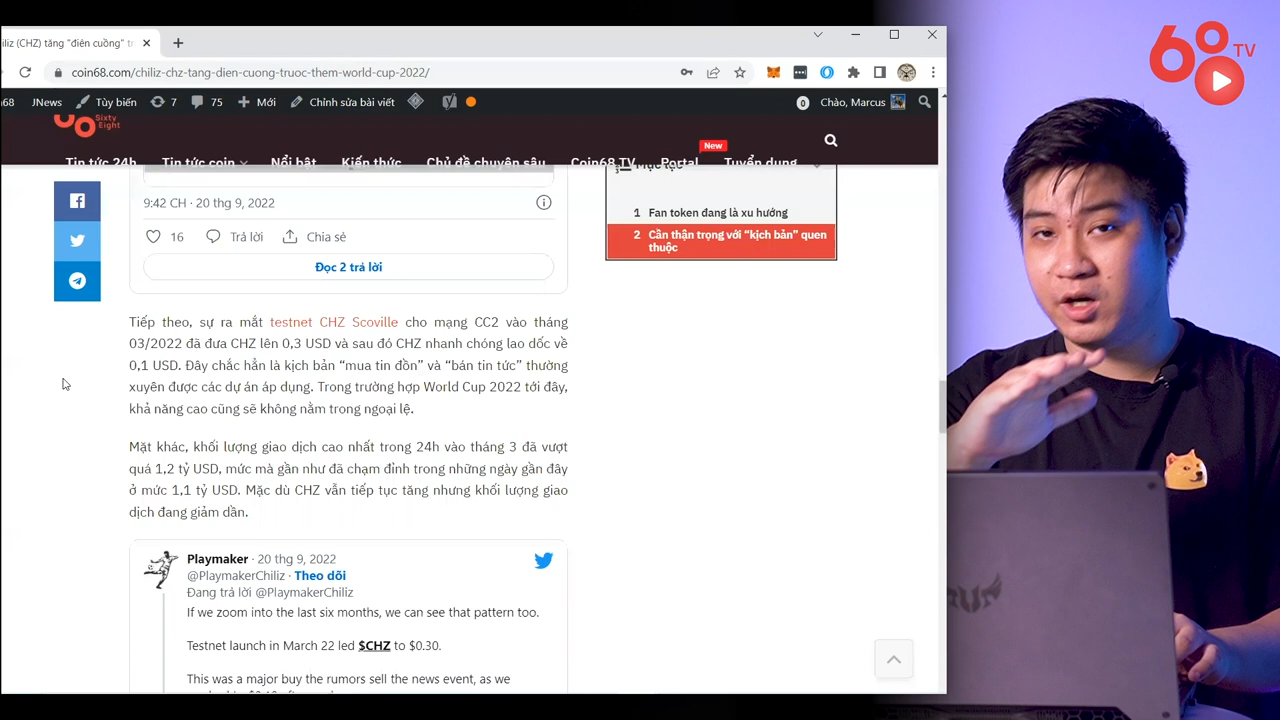 iliz (CHZ) tăng "điên cuồng" tr
coin68.com/chiliz-chz-tang-dien-cuong-truoc-them-world-cup-2022/
n68 JNews Tùy biến 7 75 Mới Chỉnh sửa bài viết 0 Chào, Marcus
Sixty
Eight
New
Tin tức 24h Tin tức coin Nổi bật Kiến thức Chủ đề chuyên sâu Coin68 TV Portal Tuyển dụng
Mục lục
1 Fan token đang là xu hướng
2 Cẩn thận trọng với “kịch bản” quen
thuộc
9:42 CH · 20 thg 9, 2022
16 Trả lời Chia sẻ
Đọc 2 trả lời
Tiếp theo, sự ra mắt testnet CHZ Scoville cho mạng CC2 vào tháng
03/2022 đã đưa CHZ lên 0,3 USD và sau đó CHZ nhanh chóng lao dốc về
0,1 USD. Đây chắc hẳn là kịch bản “mua tin đồn” và “bán tin tức” thường
xuyên được các dự án áp dụng. Trong trường hợp World Cup 2022 tới đây,
khả năng cao cũng sẽ không nằm trong ngoại lệ.
Mặt khác, khối lượng giao dịch cao nhất trong 24h vào tháng 3 đã vượt
quá 1,2 tỷ USD, mức mà gần như đã chạm đỉnh trong những ngày gần đây
ở mức 1,1 tỷ USD. Mặc dù CHZ vẫn tiếp tục tăng nhưng khối lượng giao
dịch đang giảm dần.
Playmaker · 20 thg 9, 2022
@PlaymakerChiliz · Theo dõi
Đang trả lời @PlaymakerChiliz
If we zoom into the last six months, we can see that pattern too.
Testnet launch in March 22 led $CHZ to $0.30.
This was a major buy the rumors sell the news event, as we
68 TV